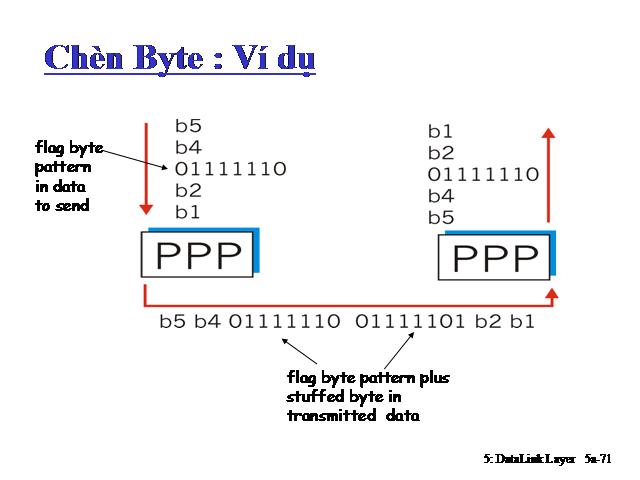 Chèn Byte : Ví dụ
flag byte
pattern
in data
to send
b5
b4
01111110
b2
b1
b1
b2
01111110
b4
b5
PPP
PPP
b5 b4 01111110 01111101 b2 b1
flag byte pattern plus
stuffed byte in
transmitted data
5: DataLink Layer 5a-71